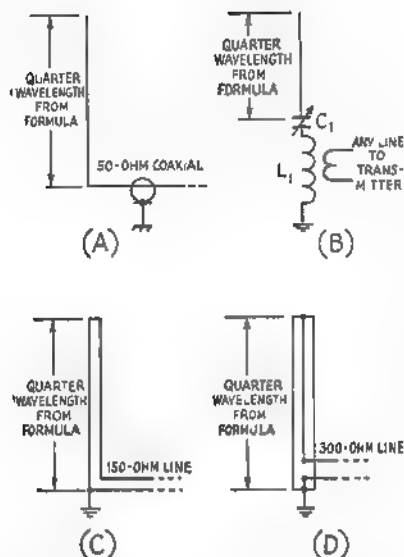 QUARTER
WAVELENGTH
FROM
FORMULA
50-OHM COAXIAL
(A)
QUARTER
WAVELENGTH
FROM
FORMULA
C1
L1
ANY LINE
TO
TRANS-
MITTER
(B)
QUARTER
WAVELENGTH
FROM
FORMULA
150-OHM LINE
(C)
QUARTER
WAVELENGTH
FROM
FORMULA
300-OHM LINE
(D)